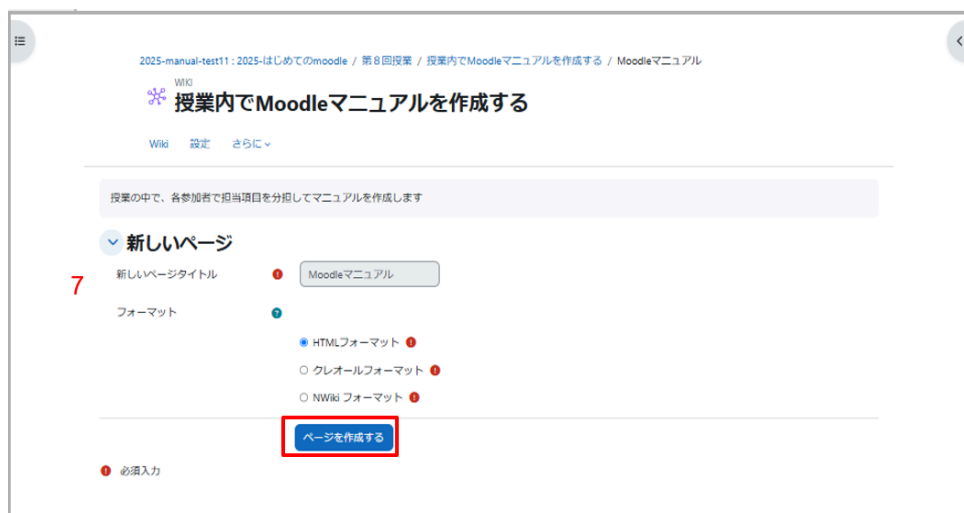 2025-manual-test11 : 2025-はじめてのmoodle / 第８回授業 / 授業内でMoodleマニュアルを作成する / Moodleマニュアル
WIKI
授業内でMoodleマニュアルを作成する
Wiki 設定 さらに
授業の中で、各参加者で担当項目を分担してマニュアルを作成します
新しいページ
7
新しいページタイトル Moodleマニュアル
フォーマット
HTMLフォーマット
クレオールフォーマット
NWiki フォーマット
ページを作成する
必須入力